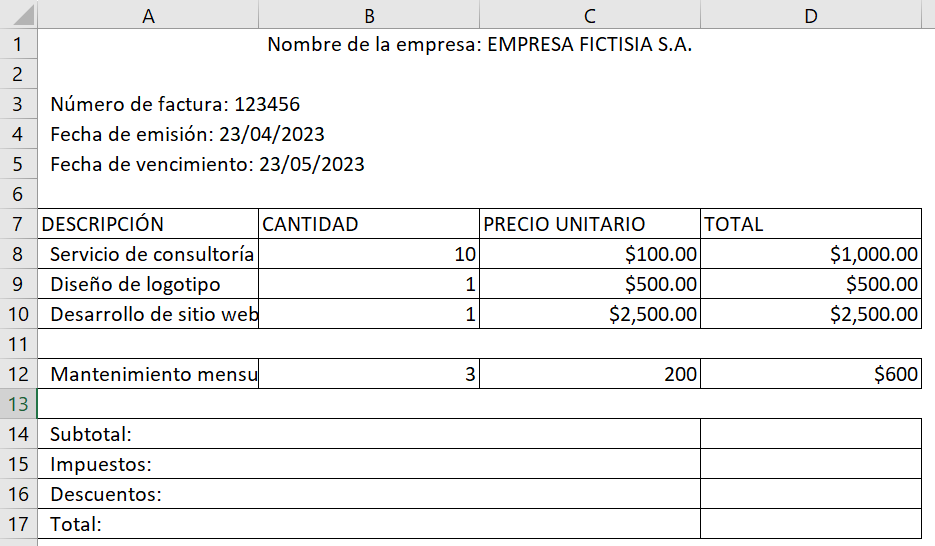 A B C D
1 Nombre de la empresa: EMPRESA FICTISIA S.A.
2
3 Número de factura: 123456
4 Fecha de emisión: 23/04/2023
5 Fecha de vencimiento: 23/05/2023
6
7 DESCRIPCIÓN CANTIDAD PRECIO UNITARIO TOTAL
8 Servicio de consultoría 10 $100.00 $1,000.00
9 Diseño de logotipo 1 $500.00 $500.00
10 Desarrollo de sitio web 1 $2,500.00 $2,500.00
11
12 Mantenimiento mensu 3 200 $600
13
14 Subtotal:
15 Impuestos:
16 Descuentos:
17 Total: